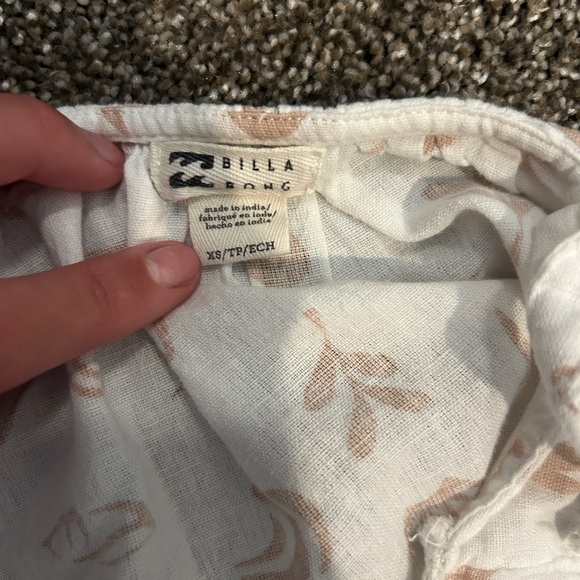 BILLA
BONG
made in india/
fabriqué en inde/
hecho en india
XS/TP/ECH